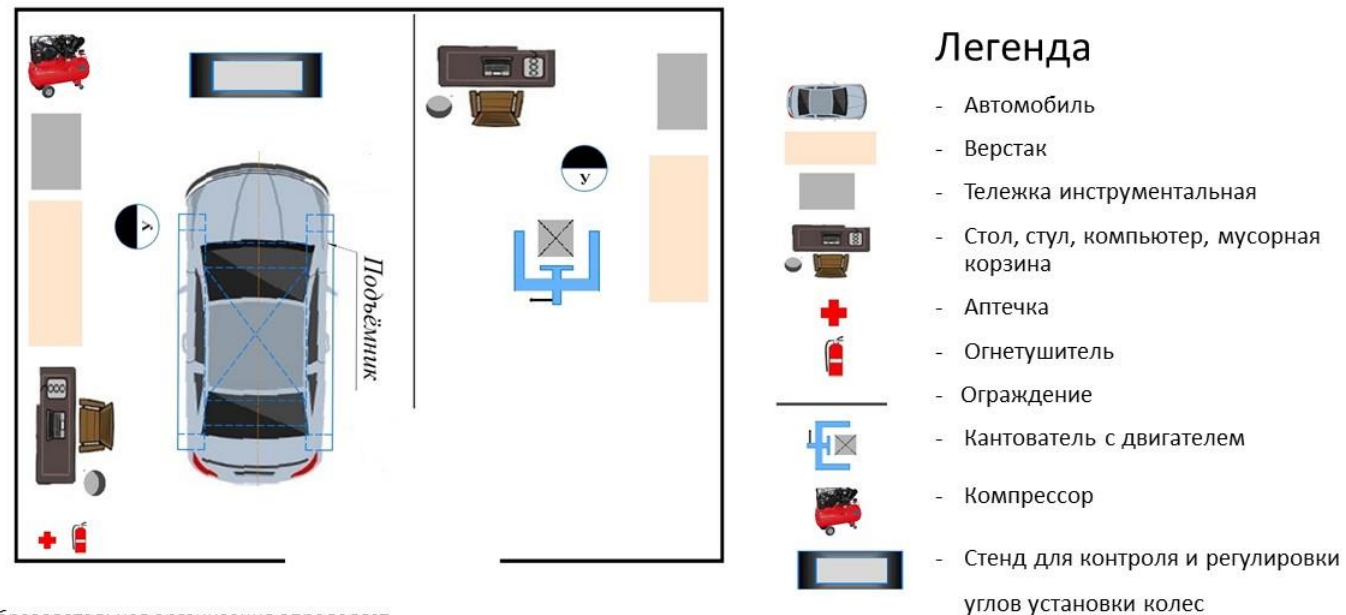 Легенда
- Автомобиль
- Верстак
- Тележка инструментальная
- Стол, стул, компьютер, мусорная
корзина
- Аптечка
- Огнетушитель
- Ограждение
- Кантователь с двигателем
- Компрессор
- Стенд для контроля и регулировки
углов установки колес
Подъёмник
У
У